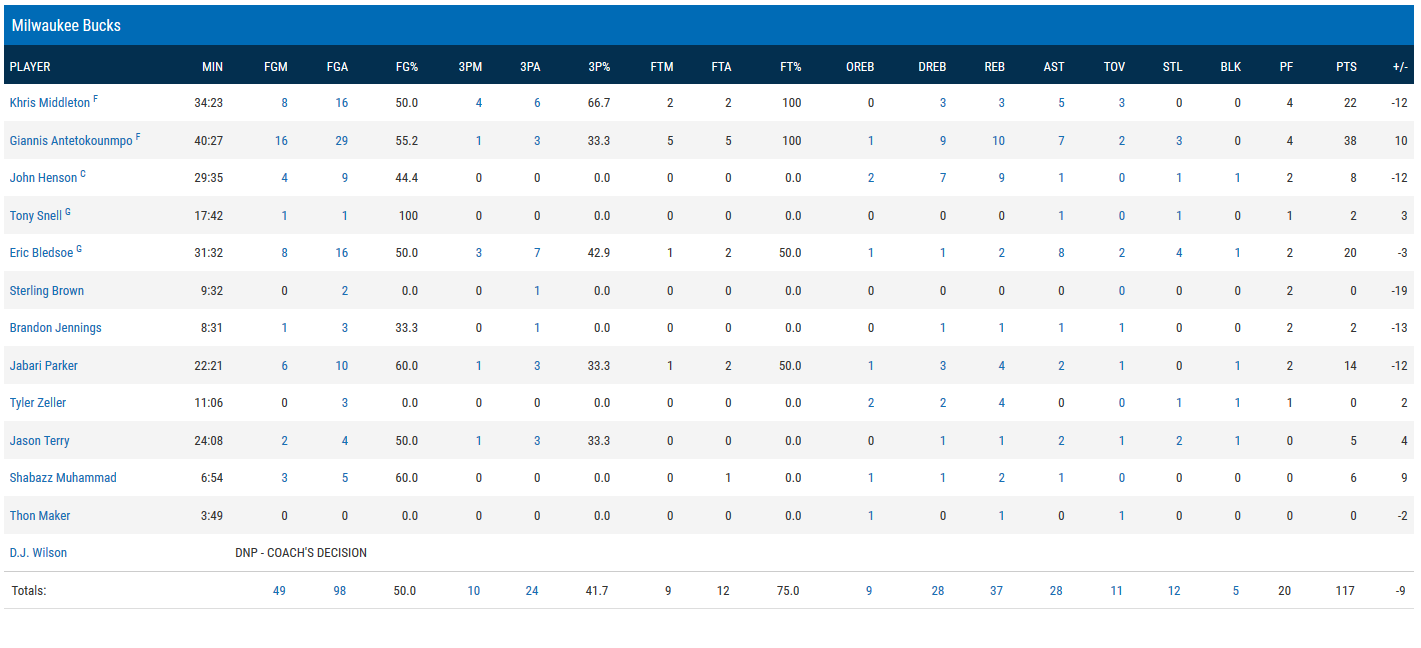 Milwaukee Bucks
PLAYER MIN FGM FGA FG% 3PM 3PA 3P% FTM FTA FT% OREB DREB REB AST TOV STL BLK PF PTS +/-
Khris Middleton F 34:23 8 16 50.0 4 6 66.7 2 2 100 0 3 3 5 3 0 0 4 22 -12
Giannis Antetokounmpo F 40:27 16 29 55.2 1 3 33.3 5 5 100 1 9 10 7 2 3 0 4 38 10
John Henson C 29:35 4 9 44.4 0 0 0.0 0 0 0.0 2 7 9 1 0 1 1 2 8 -12
Tony Snell G 17:42 1 1 100 0 0 0.0 0 0 0.0 0 0 0 1 0 1 0 1 2 3
Eric Bledsoe G 31:32 8 16 50.0 3 7 42.9 1 2 50.0 1 1 2 8 2 4 1 2 20 -3
Sterling Brown 9:32 0 2 0.0 0 1 0.0 0 0 0.0 0 0 0 0 0 0 0 2 0 -19
Brandon Jennings 8:31 1 3 33.3 0 1 0.0 0 0 0.0 0 1 1 1 1 0 0 2 2 -13
Jabari Parker 22:21 6 10 60.0 1 3 33.3 1 2 50.0 1 3 4 2 1 0 1 2 14 -12
Tyler Zeller 11:06 0 3 0.0 0 0 0.0 0 0 0.0 2 2 4 0 0 1 1 1 0 2
Jason Terry 24:08 2 4 50.0 1 3 33.3 0 0 0.0 0 1 1 2 1 2 1 0 5 4
Shabazz Muhammad 6:54 3 5 60.0 0 0 0.0 0 1 0.0 1 1 2 1 0 0 0 0 6 9
Thon Maker 3:49 0 0 0.0 0 0 0.0 0 0 0.0 1 0 1 0 1 0 0 0 0 -2
D.J. Wilson DNP - COACH'S DECISION
Totals: 49 98 50.0 10 24 41.7 9 12 75.0 9 28 37 28 11 12 5 20 117 -9